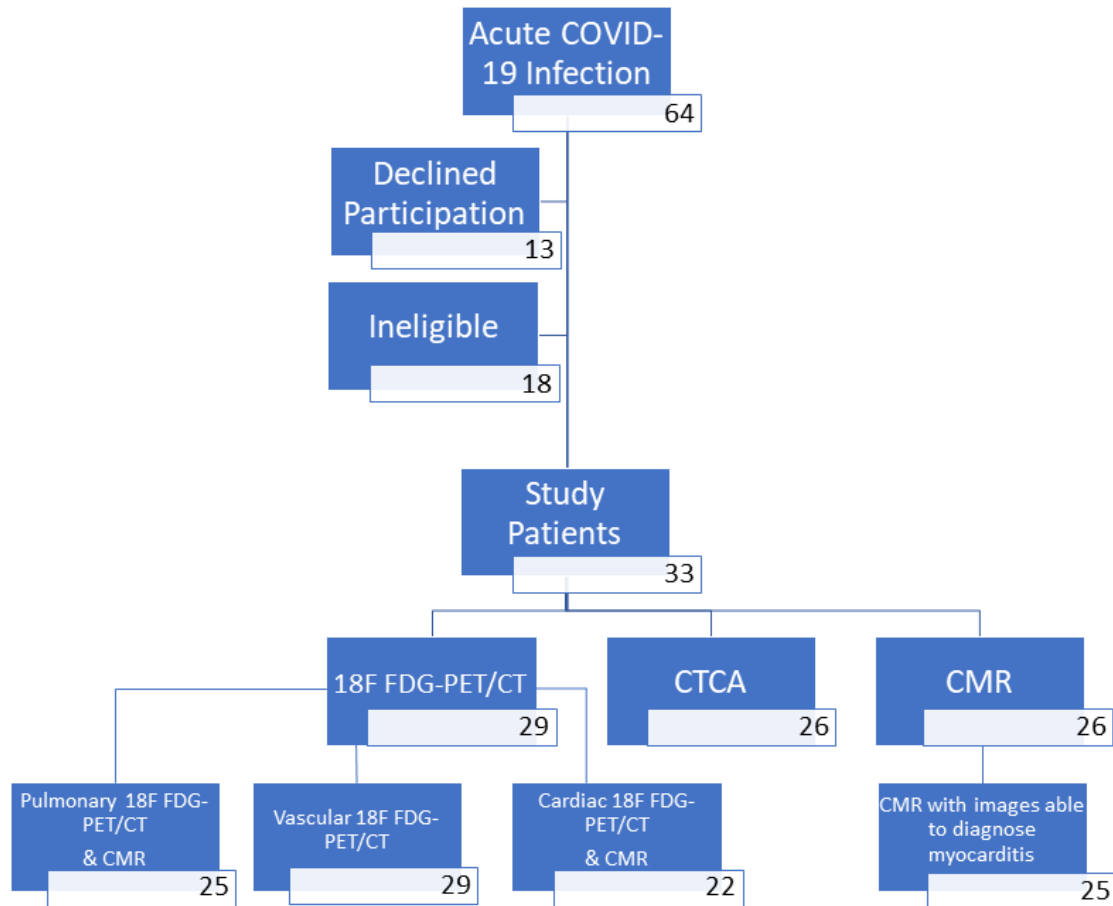 Acute COVID-
19 Infection
64
Declined
Participation
13
Ineligible
18
Study
Patients
33
18F FDG-PET/CT
29
CTCA
26
CMR
26
Pulmonary 18F FDG-
PET/CT
& CMR
25
Vascular 18F FDG-
PET/CT
29
Cardiac 18F FDG-
PET/CT
& CMR
22
CMR with images able
to diagnose
myocarditis
25